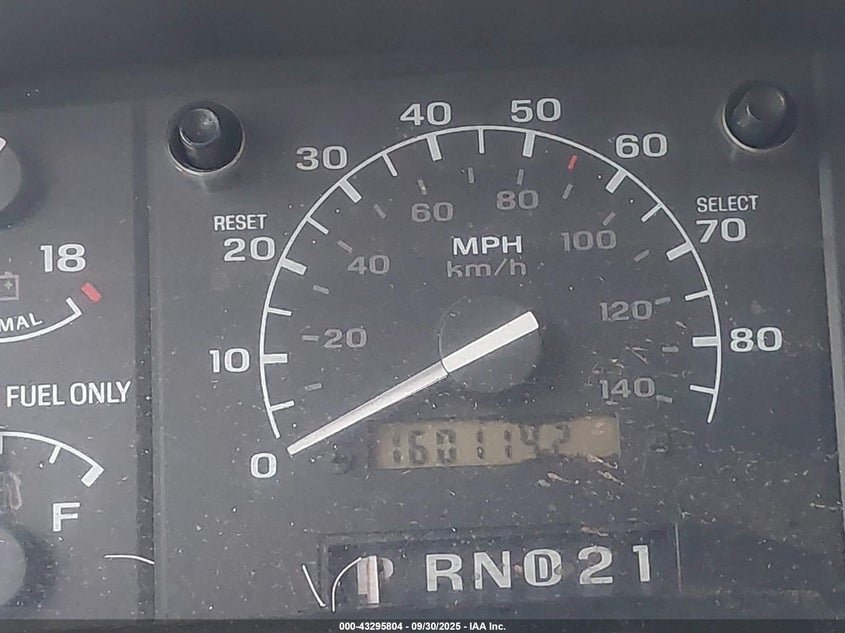 40 50
30 60
RESET SELECT
20 70
60 80
MPH
km/h
40 100
18
20 120
MAL
10 80
140
FUEL ONLY
0
F
P R N D 2 1
000-43295804 - 09/30/2025 - IAA Inc.